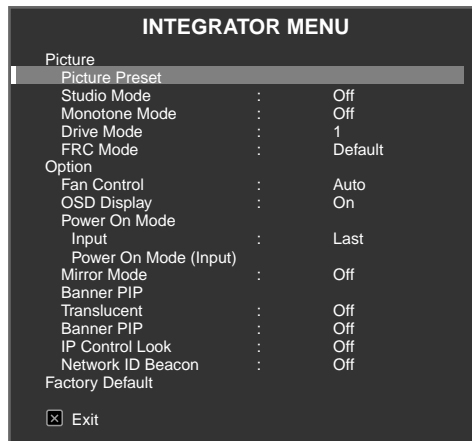 INTEGRATOR MENU
Picture
Picture Preset
Studio Mode : Off
Monotone Mode : Off
Drive Mode : 1
FRC Mode : Default
Option
Fan Control : Auto
OSD Display : On
Power On Mode
Input : Last
Power On Mode (Input)
Mirror Mode : Off
Banner PIP
Translucent : Off
Banner PIP : Off
IP Control Look : Off
Network ID Beacon : Off
Factory Default
Exit